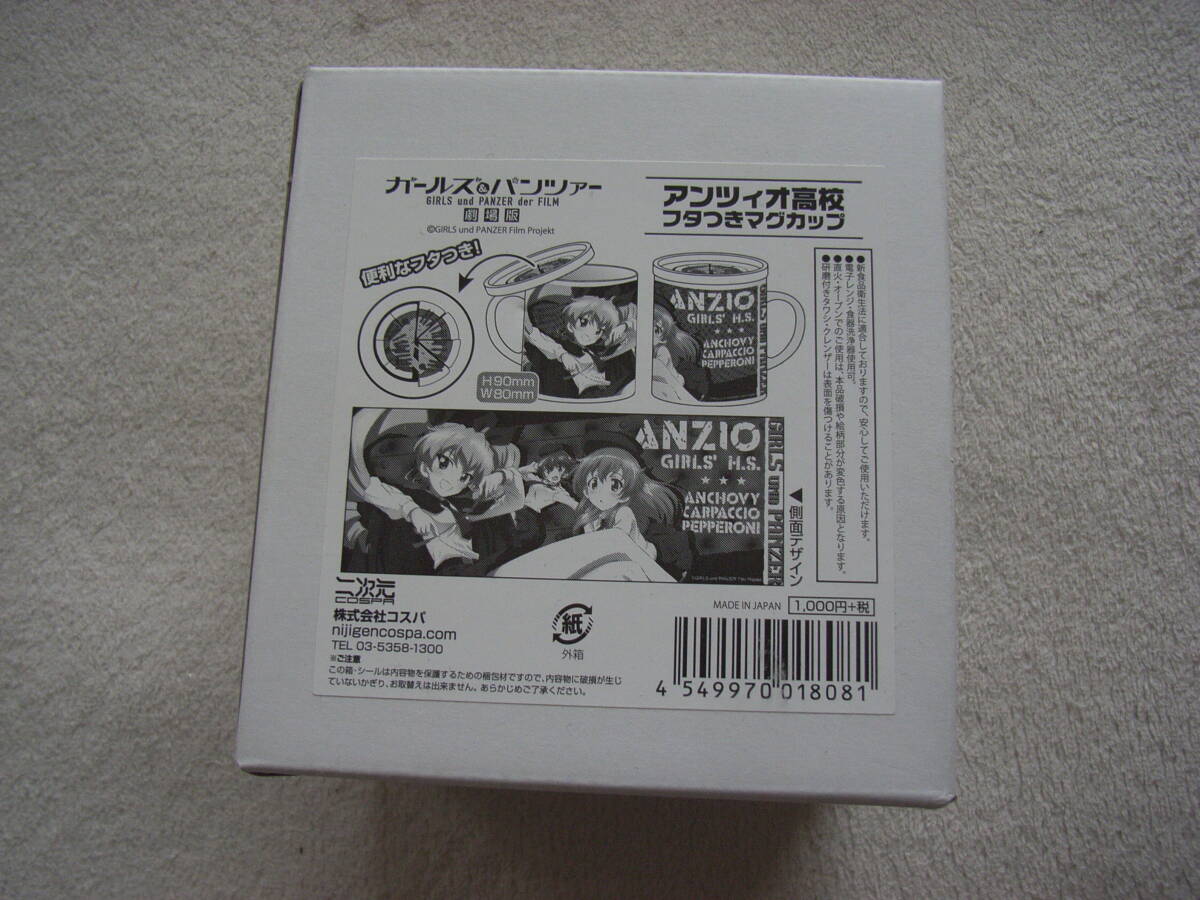 ガールズ&パンツァー
GIRLS und PANZER der FILM
劇場版
©GIRLS und PANZER Film Projekt
アンツィオ高校
フタつきマグカップ
便利なフタつき!
H90mm
W80mm
ANZIO
GIRLS' H.S.
★★★
ANCHOVY
CARPACCIO
PEPPERONI
●新食品衛生法に適合しておりますので、安心してご使用いただけます。
●電子レンジ・食器洗浄器使用可。
●直火・オーブンでのご使用は、本品破損や絵柄部分が変色する原因となります。
●研磨付きタワシ・クレンザーは表面を傷つけることがあります。
ANZIO
GIRLS' H.S.
★★★
ANCHOVY
CARPACCIO
PEPPERONI
GIRLS und PANZER
©GIRLS und PANZER Film Projekt
▼側面デザイン
二次元
COSPA
株式会社コスパ
nijigencospa.com
TEL 03-5358-1300
※ご注意
この箱・シールは内容物を保護するための梱包材ですので、内容物に破損が生じ
ていないかぎり、お取替えは出来ません。あらかじめご了承ください。
紙
外箱
MADE IN JAPAN
1,000円+税
4 549970 018081